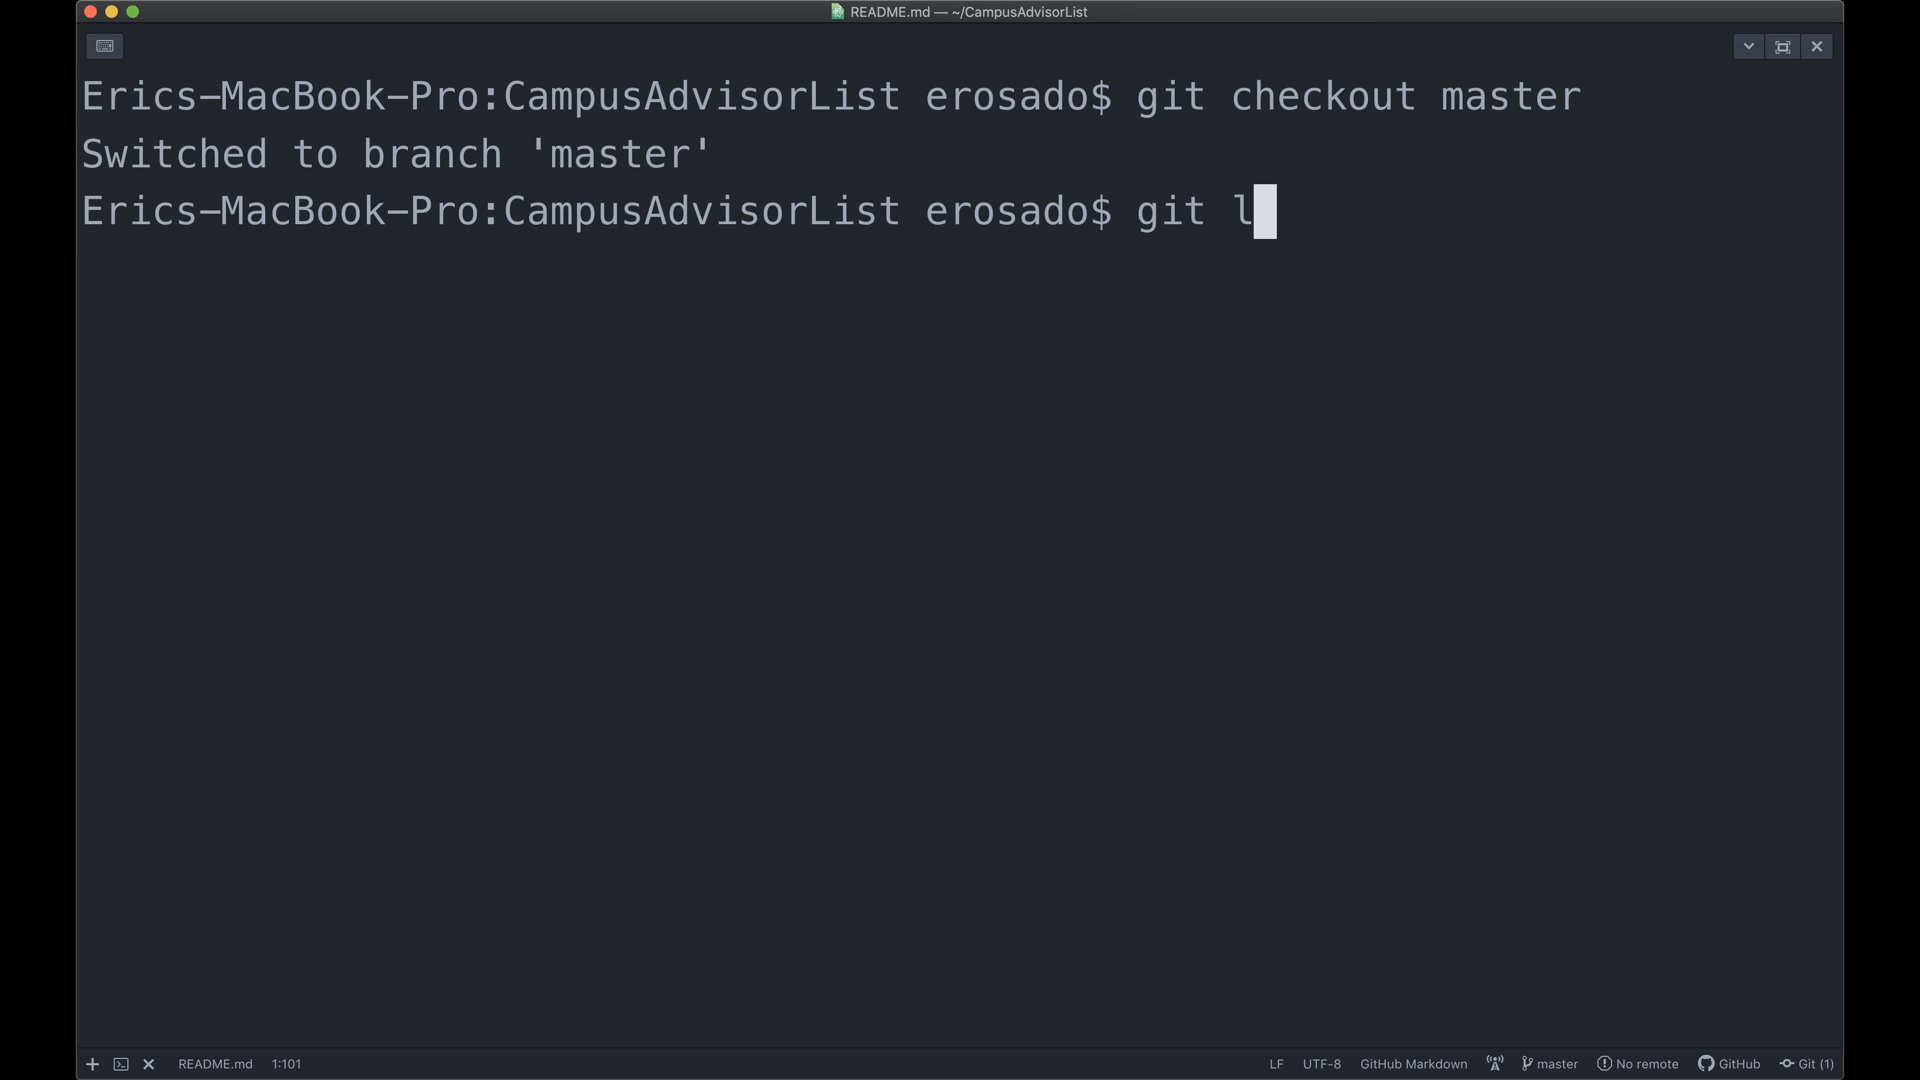 README.md — ~/CampusAdvisorList
Erics-MacBook-Pro:CampusAdvisorList erosado$ git checkout master
Switched to branch 'master'
Erics-MacBook-Pro:CampusAdvisorList erosado$ git l
README.md 1:101 LF UTF-8 GitHub Markdown master No remote GitHub Git (1)